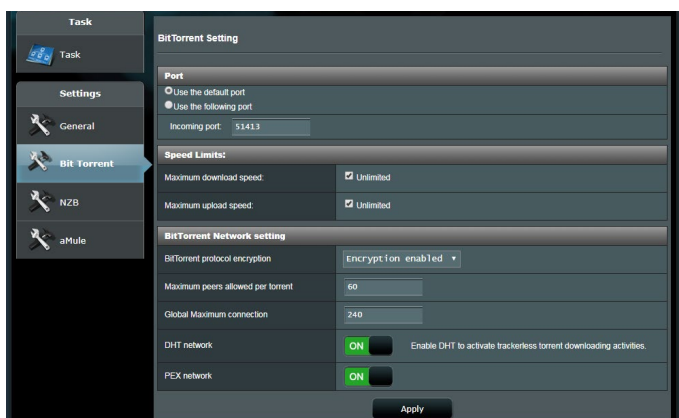 Task
Task
Settings
General
Bit Torrent
NZB
aMule
BitTorrent Setting
Port
Use the default port
Use the following port
Incoming port: 51413
Speed Limits:
Maximum download speed: Unlimited
Maximum upload speed: Unlimited
BitTorrent Network setting
BitTorrent protocol encryption Encryption enabled
Maximum peers allowed per torrent 60
Global Maximum connection 240
DHT network ON Enable DHT to activate trackerless torrent downloading activities.
PEX network ON
Apply